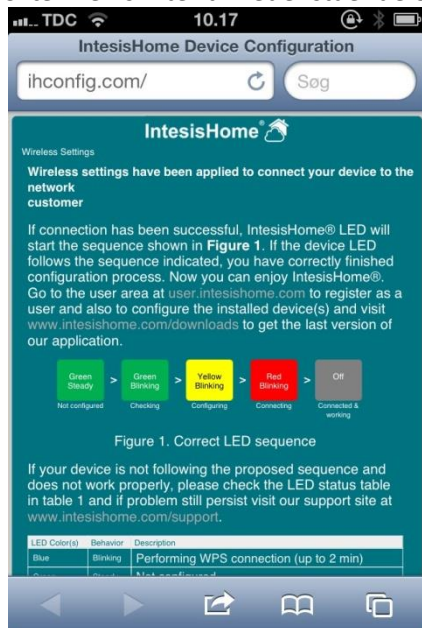 TDC 10.17
IntesisHome Device Configuration
ihconfig.com/ Søg
IntesisHome®
Wireless Settings
Wireless settings have been applied to connect your device to the
network
customer
If connection has been successful, IntesisHome® LED will
start the sequence shown in Figure 1. If the device LED
follows the sequence indicated, you have correctly finished
configuration process. Now you can enjoy IntesisHome®.
Go to the user area at user.intesishome.com to register as a
user and also to configure the installed device(s) and visit
www.intesishome.com/downloads to get the last version of
our application.
Green Steady > Green Blinking > Yellow Blinking > Red Blinking > Off
Not configured Checking Configuring Connecting Connected & working
Figure 1. Correct LED sequence
If your device is not following the proposed sequence and
does not work properly, please check the LED status table
in table 1 and if problem still persist visit our support site at
www.intesishome.com/support.
LED Color(s) Behavior Description
Blue Blinking Performing WPS connection (up to 2 min)